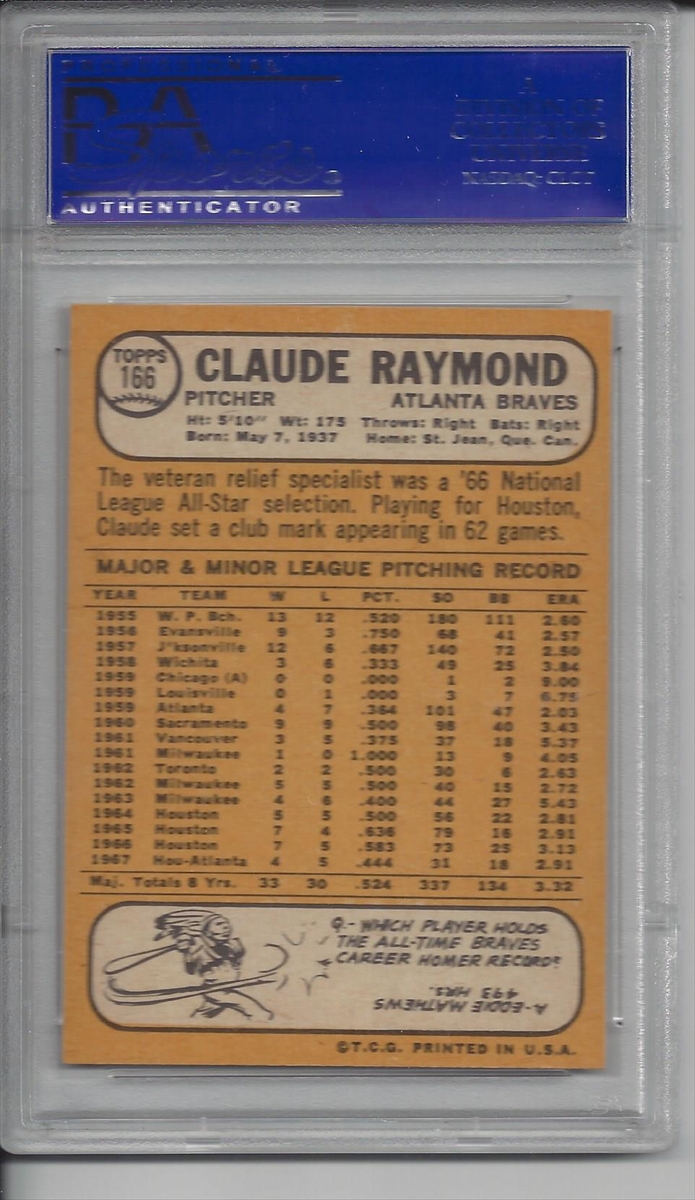 PROFESSIONAL
PSA
Sports
AUTHENTICATOR
A
DIVISION OF
COLLECTORS
UNIVERSE
NASDAQ: CLCT
TOPPS
166
CLAUDE RAYMOND
PITCHER ATLANTA BRAVES
Ht: 5'10" Wt: 175 Throws: Right Bats: Right
Born: May 7, 1937 Home: St. Jean, Que. Can.
The veteran relief specialist was a '66 National
League All-Star selection. Playing for Houston,
Claude set a club mark appearing in 62 games.
MAJOR & MINOR LEAGUE PITCHING RECORD
YEAR TEAM W L PCT. SO BB ERA
1955 W. P. Bch. 13 12 .520 180 111 2.60
1956 Evansville 9 3 .750 68 41 2.57
1957 J'ksonville 12 6 .667 140 72 2.50
1958 Wichita 3 6 .333 49 25 3.84
1959 Chicago (A) 0 0 .000 1 2 9.00
1959 Louisville 0 1 .000 3 7 6.75
1959 Atlanta 4 7 .364 101 47 2.03
1960 Sacramento 9 9 .500 98 40 3.43
1961 Vancouver 3 5 .375 37 18 5.37
1961 Milwaukee 1 0 1.000 13 9 4.05
1962 Toronto 2 2 .500 30 6 2.63
1962 Milwaukee 5 5 .500 40 15 2.72
1963 Milwaukee 4 6 .400 44 27 5.43
1964 Houston 5 5 .500 56 22 2.81
1965 Houston 7 4 .636 79 16 2.91
1966 Houston 7 5 .583 73 25 3.13
1967 Hou-Atlanta 4 5 .444 31 18 2.91
Maj. Totals 8 Yrs. 33 30 .524 337 134 3.32
Q.- WHICH PLAYER HOLDS
THE ALL-TIME BRAVES
CAREER HOMER RECORD?
A- EDDIE MATHEWS
493 HRS.
©T.C.G. PRINTED IN U.S.A.